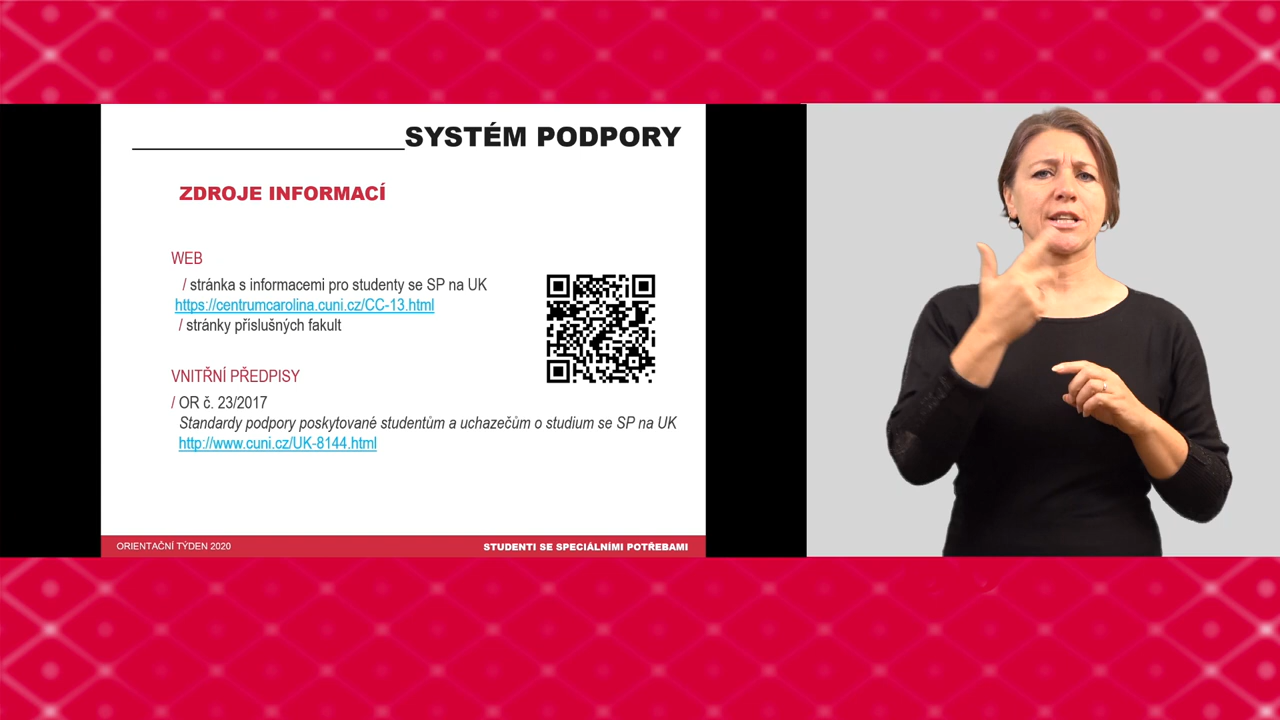 SYSTÉM PODPORY
ZDROJE INFORMACÍ
WEB
/ stránka s informacemi pro studenty se SP na UK
https://centrumcarolina.cuni.cz/CC-13.html
/ stránky příslušných fakult
VNITŘNÍ PŘEDPISY
/ OR č. 23/2017
Standardy podpory poskytované studentům a uchazečům o studium se SP na UK
http://www.cuni.cz/UK-8144.html
ORIENTAČNÍ TÝDEN 2020
STUDENTI SE SPECIÁLNÍMI POTŘEBAMI